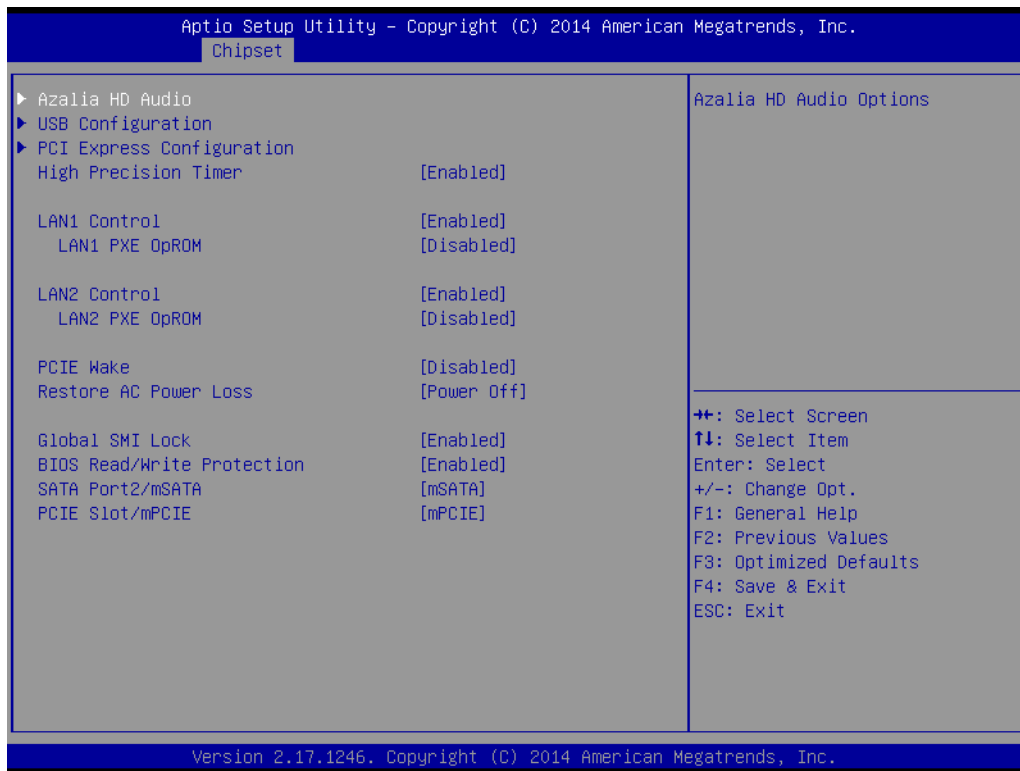 Aptio Setup Utility – Copyright (C) 2014 American Megatrends, Inc.
Chipset
Azalia HD Audio
USB Configuration
PCI Express Configuration
High Precision Timer [Enabled]
LAN1 Control [Enabled]
LAN1 PXE OpROM [Disabled]
LAN2 Control [Enabled]
LAN2 PXE OpROM [Disabled]
PCIE Wake [Disabled]
Restore AC Power Loss [Power Off]
Global SMI Lock [Enabled]
BIOS Read/Write Protection [Enabled]
SATA Port2/mSATA [mSATA]
PCIE Slot/mPCIE [mPCIE]
Azalia HD Audio Options
→←: Select Screen
↑↓: Select Item
Enter: Select
+/-: Change Opt.
F1: General Help
F2: Previous Values
F3: Optimized Defaults
F4: Save & Exit
ESC: Exit
Version 2.17.1246. Copyright (C) 2014 American Megatrends, Inc.